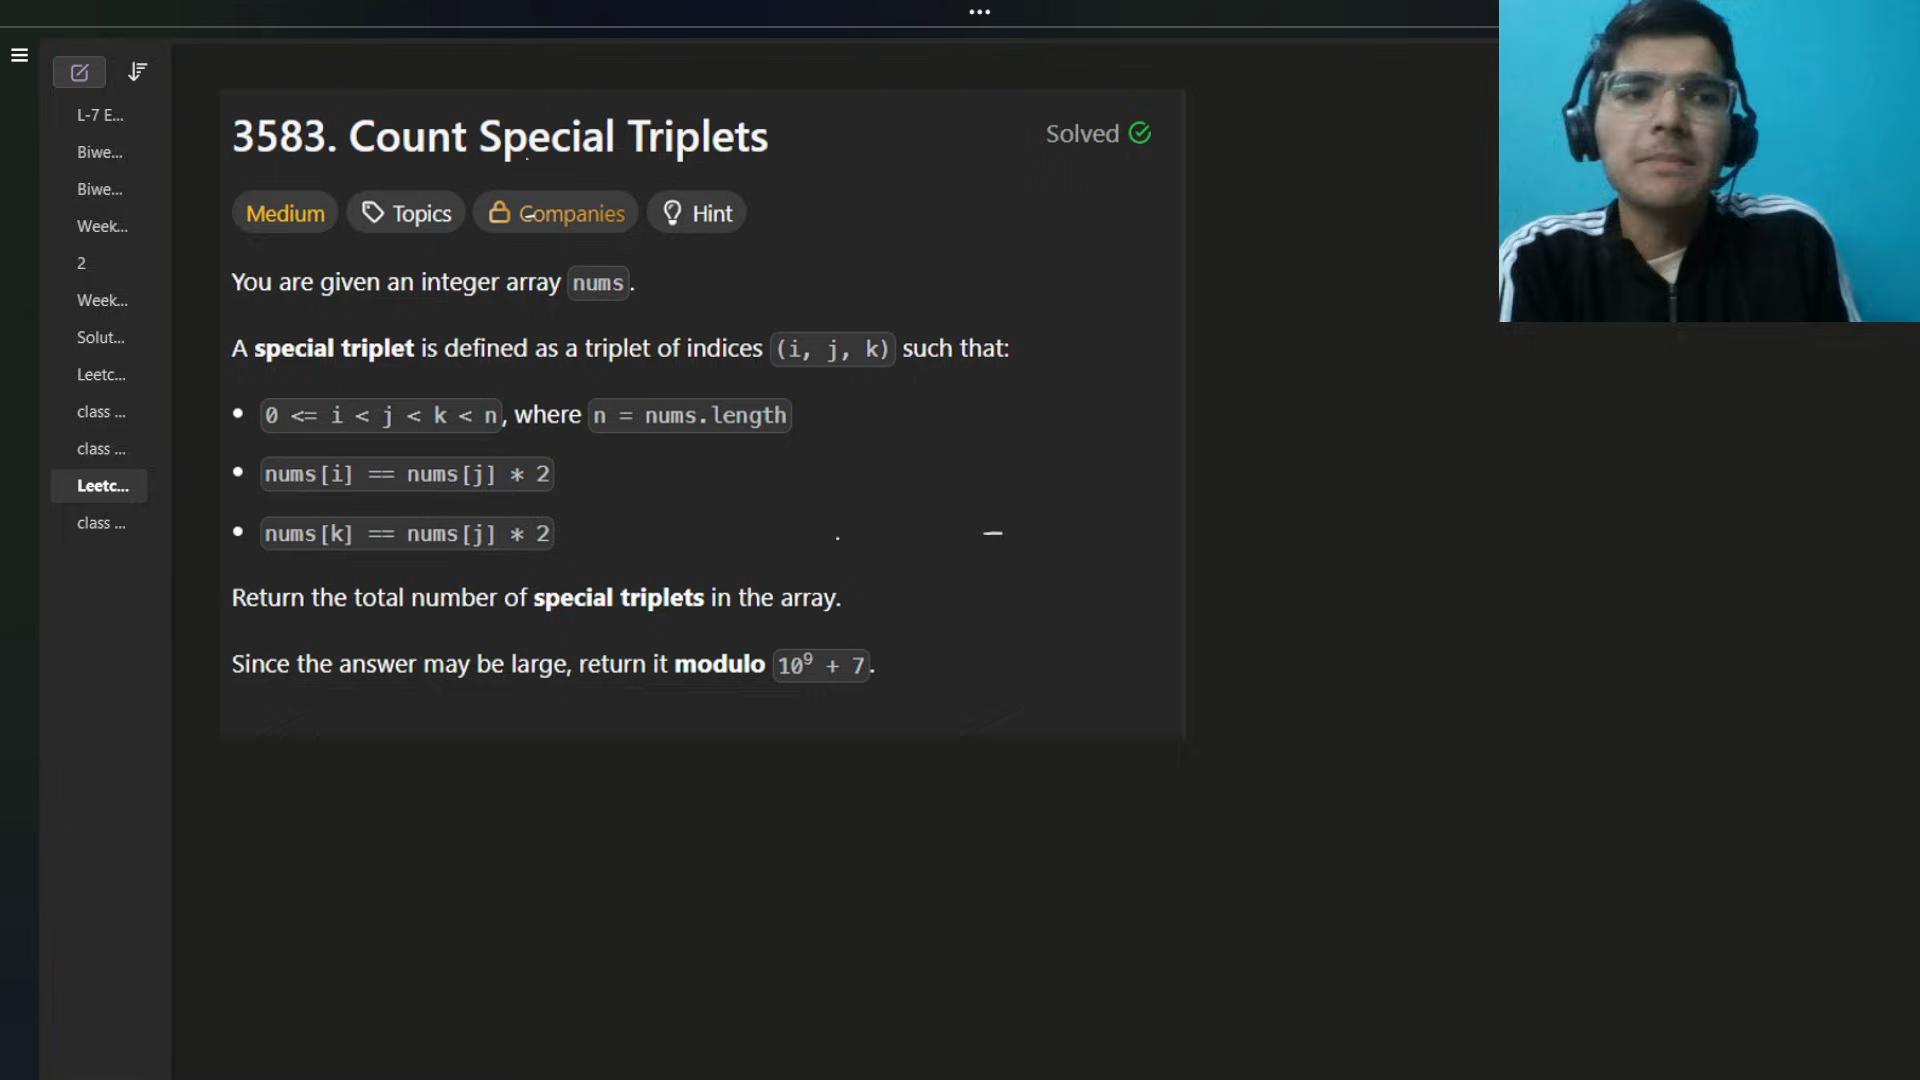 L-7 E...
Biwe...
Biwe...
Week...
2
Week...
Solut...
Leetc...
class ...
class ...
Leetc...
class ...
3583. Count Special Triplets
Solved
Medium Topics Companies Hint
You are given an integer array nums.
A special triplet is defined as a triplet of indices (i, j, k) such that:
• 0 <= i < j < k < n, where n = nums.length
• nums[i] == nums[j] * 2
• nums[k] == nums[j] * 2
Return the total number of special triplets in the array.
Since the answer may be large, return it modulo 10⁹ + 7.